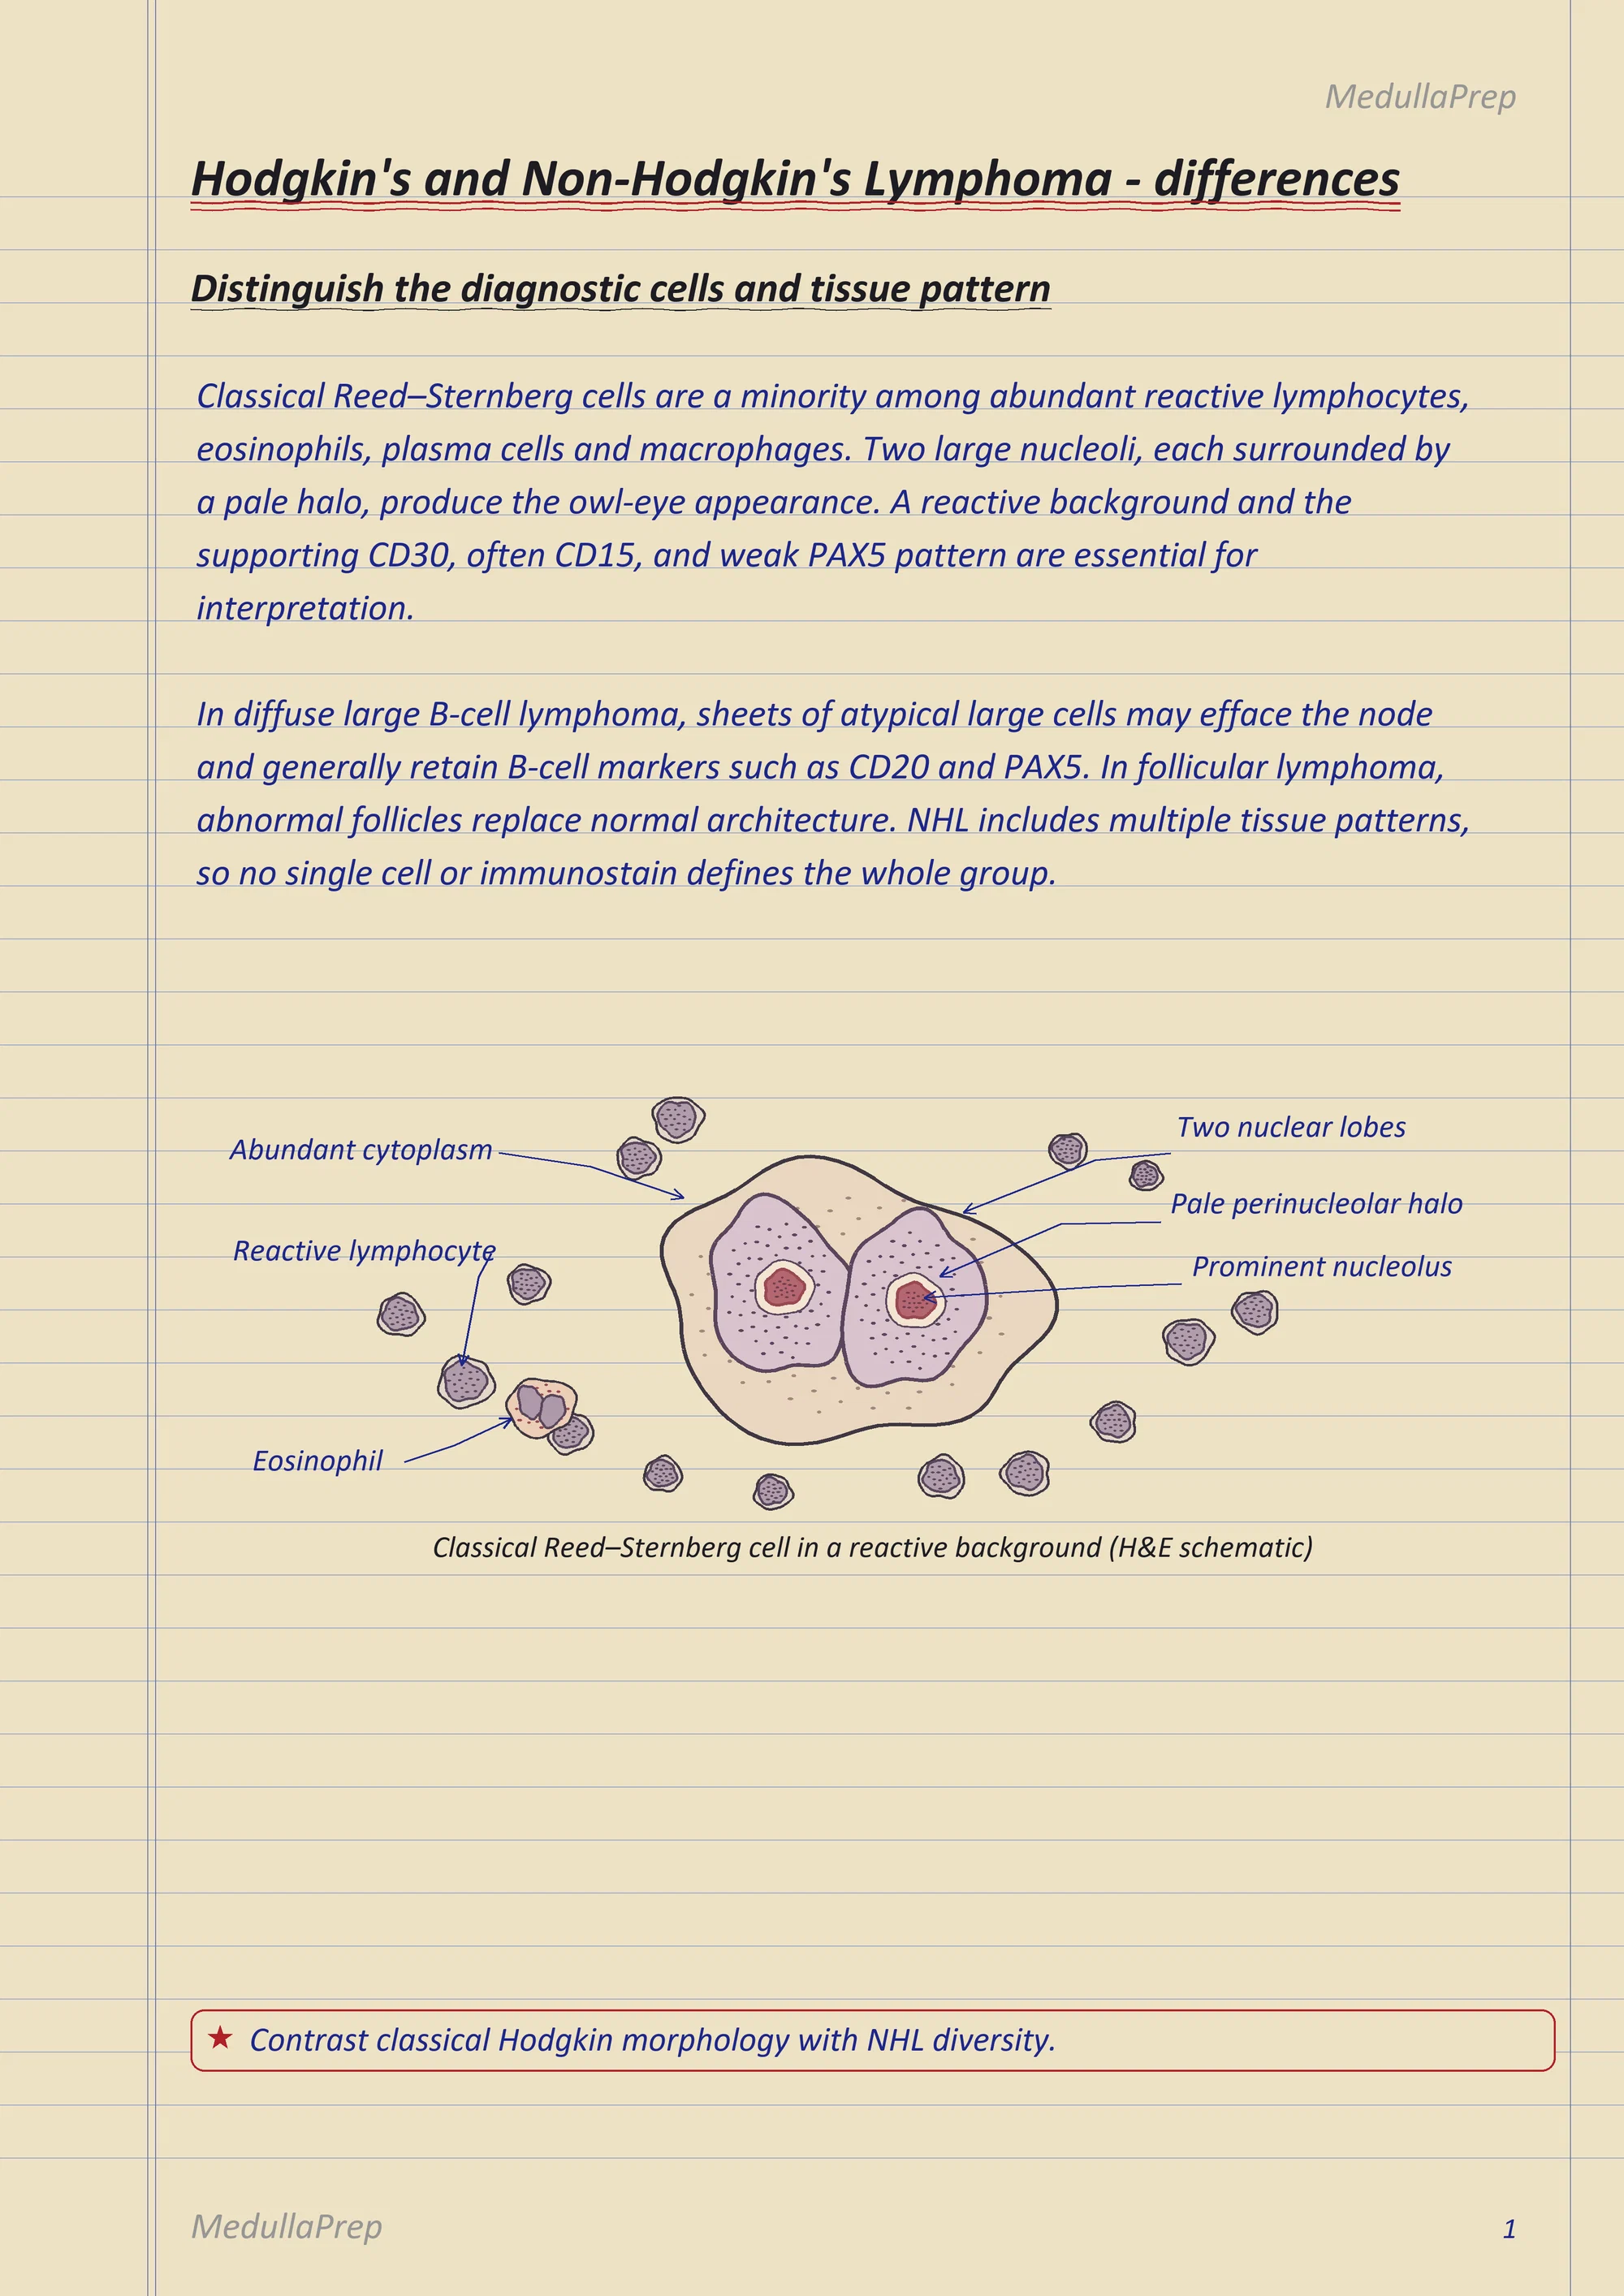 MedullaPrep
Hodgkin's and Non-Hodgkin's Lymphoma - differences
Distinguish the diagnostic cells and tissue pattern
Classical Reed–Sternberg cells are a minority among abundant reactive lymphocytes,
eosinophils, plasma cells and macrophages. Two large nucleoli, each surrounded by
a pale halo, produce the owl-eye appearance. A reactive background and the
supporting CD30, often CD15, and weak PAX5 pattern are essential for
interpretation.
In diffuse large B-cell lymphoma, sheets of atypical large cells may efface the node
and generally retain B-cell markers such as CD20 and PAX5. In follicular lymphoma,
abnormal follicles replace normal architecture. NHL includes multiple tissue patterns,
so no single cell or immunostain defines the whole group.
Two nuclear lobes
Abundant cytoplasm
Pale perinucleolar halo
Reactive lymphocyte
Prominent nucleolus
Eosinophil
Classical Reed–Sternberg cell in a reactive background (H&E schematic)
★ Contrast classical Hodgkin morphology with NHL diversity.
MedullaPrep
1